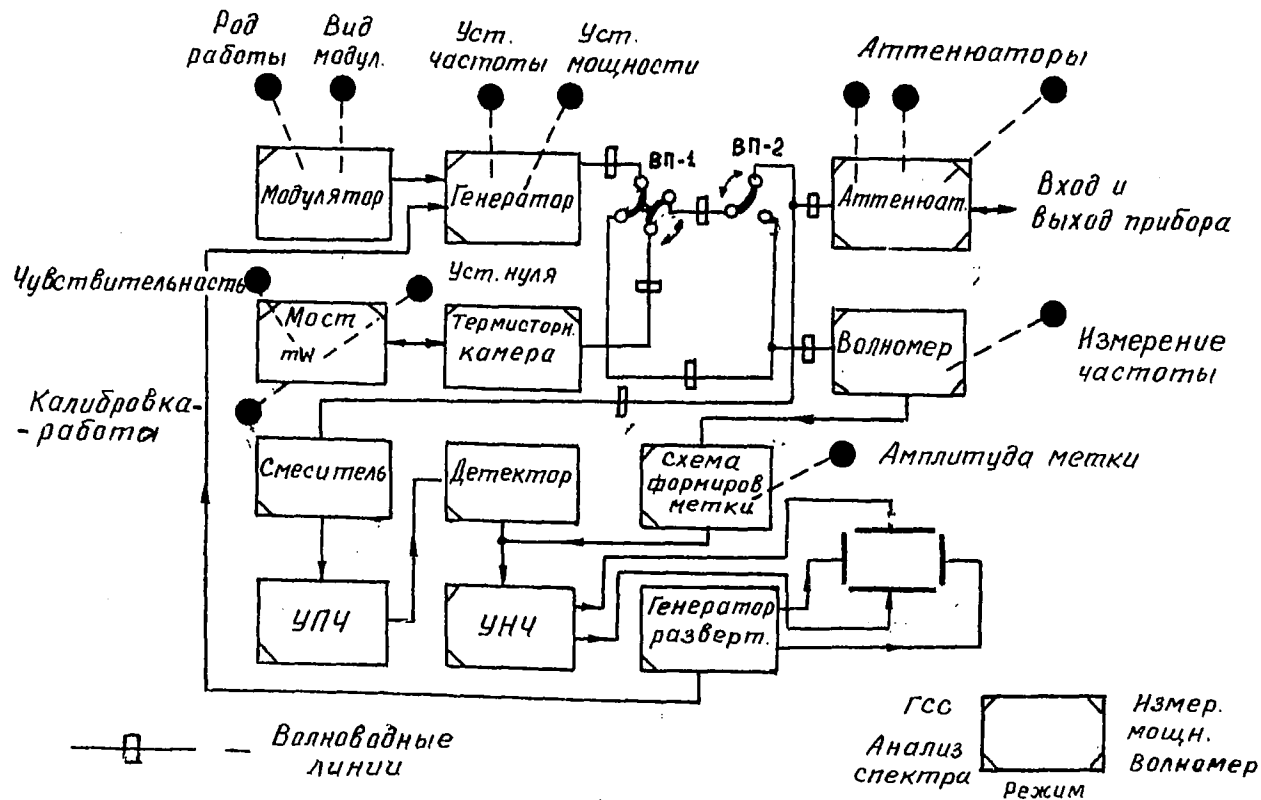 Род
работы
Вид
модул.
Уст.
частоты
Уст.
мощности
Аттенюаторы
ВП-1
ВП-2
Модулятор
Генератор
Аттенюат.
Вход и
выход прибора
Чувствительность
Уст. нуля
Мост
mW
Термисторн.
камера
Волномер
Измерение
частоты
Калибровка-
-работа
Смеситель
Детектор
Схема
формиров
метки
Амплитуда метки
УПЧ
УНЧ
Генератор
разверт.
Волноводные
линии
ГСС
Анализ
спектра
Измер.
мощн.
Волномер
Режим